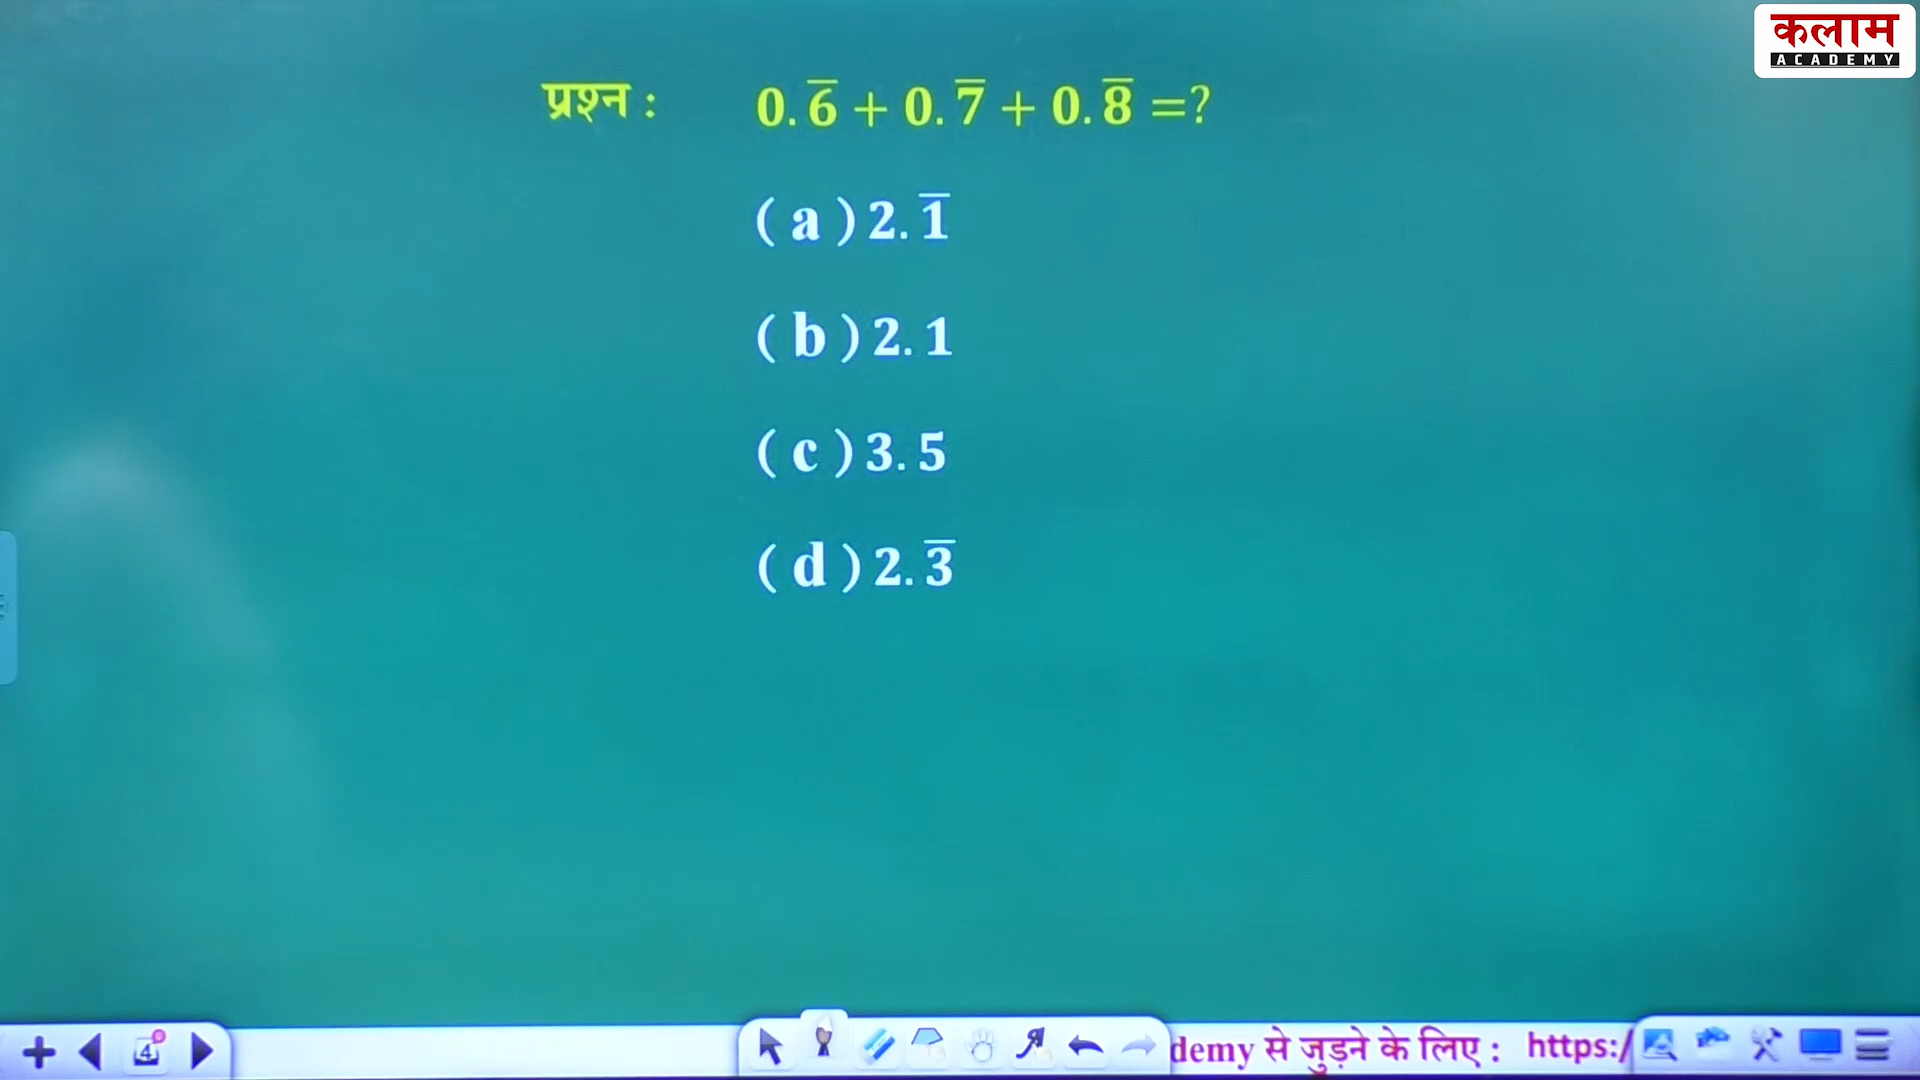 कलाम
ACADEMY
प्रश्न : 0.6̅ + 0.7̅ + 0.8̅ =?
( a ) 2.1̅
( b ) 2.1
( c ) 3.5
( d ) 2.3̅
4
demy से जुड़ने के लिए : https:/